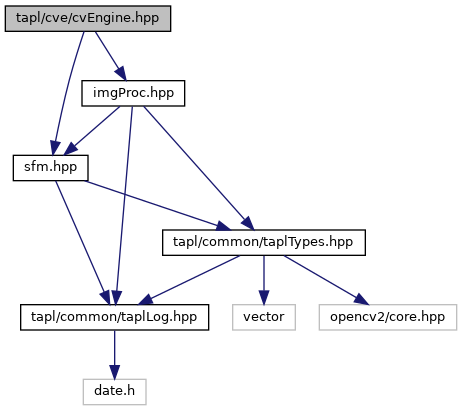 tapl/cve/cvEngine.hpp
imgProc.hpp
sfm.hpp
tapl/common/taplTypes.hpp
tapl/common/taplLog.hpp
vector
opencv2/core.hpp
date.h